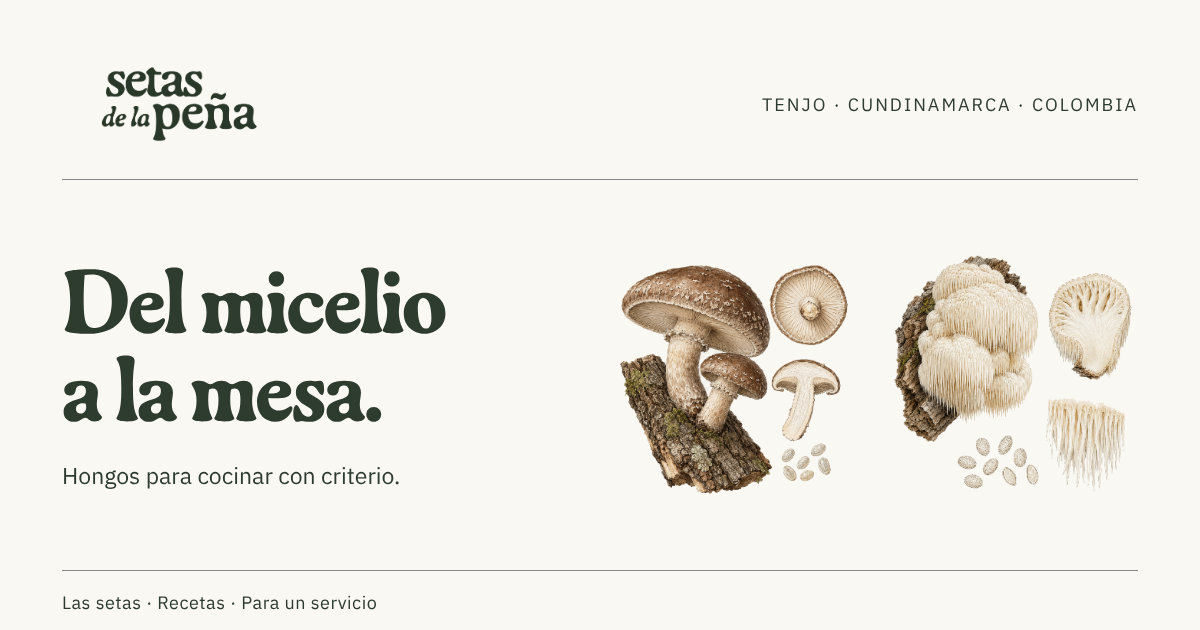 setas
de la peña
TENJO · CUNDINAMARCA · COLOMBIA
Del micelio
a la mesa.
Hongos para cocinar con criterio.
Las setas · Recetas · Para un servicio